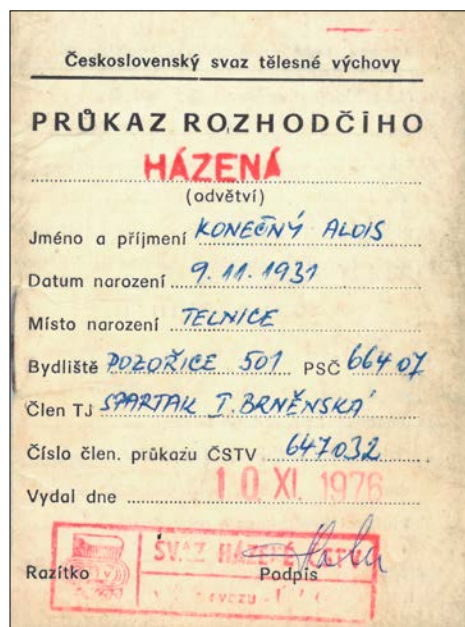 Československý svaz tělesné výchovy
PRŮKAZ ROZHODČÍHO
HÁZENÁ
(odvětví)
Jméno a příjmení KONEČNÝ ALOIS
Datum narození 9. 11. 1931
Místo narození TELNICE
Bydliště POZOŘICE 501 PSČ 664 07
Člen TJ SPARTAK I. BRNĚNSKÁ
Číslo člen. průkazu ČSTV 647032
Vydal dne 10. XI. 1976
SVAZ HÁZENÉ ČSTV
Razítko Podpis